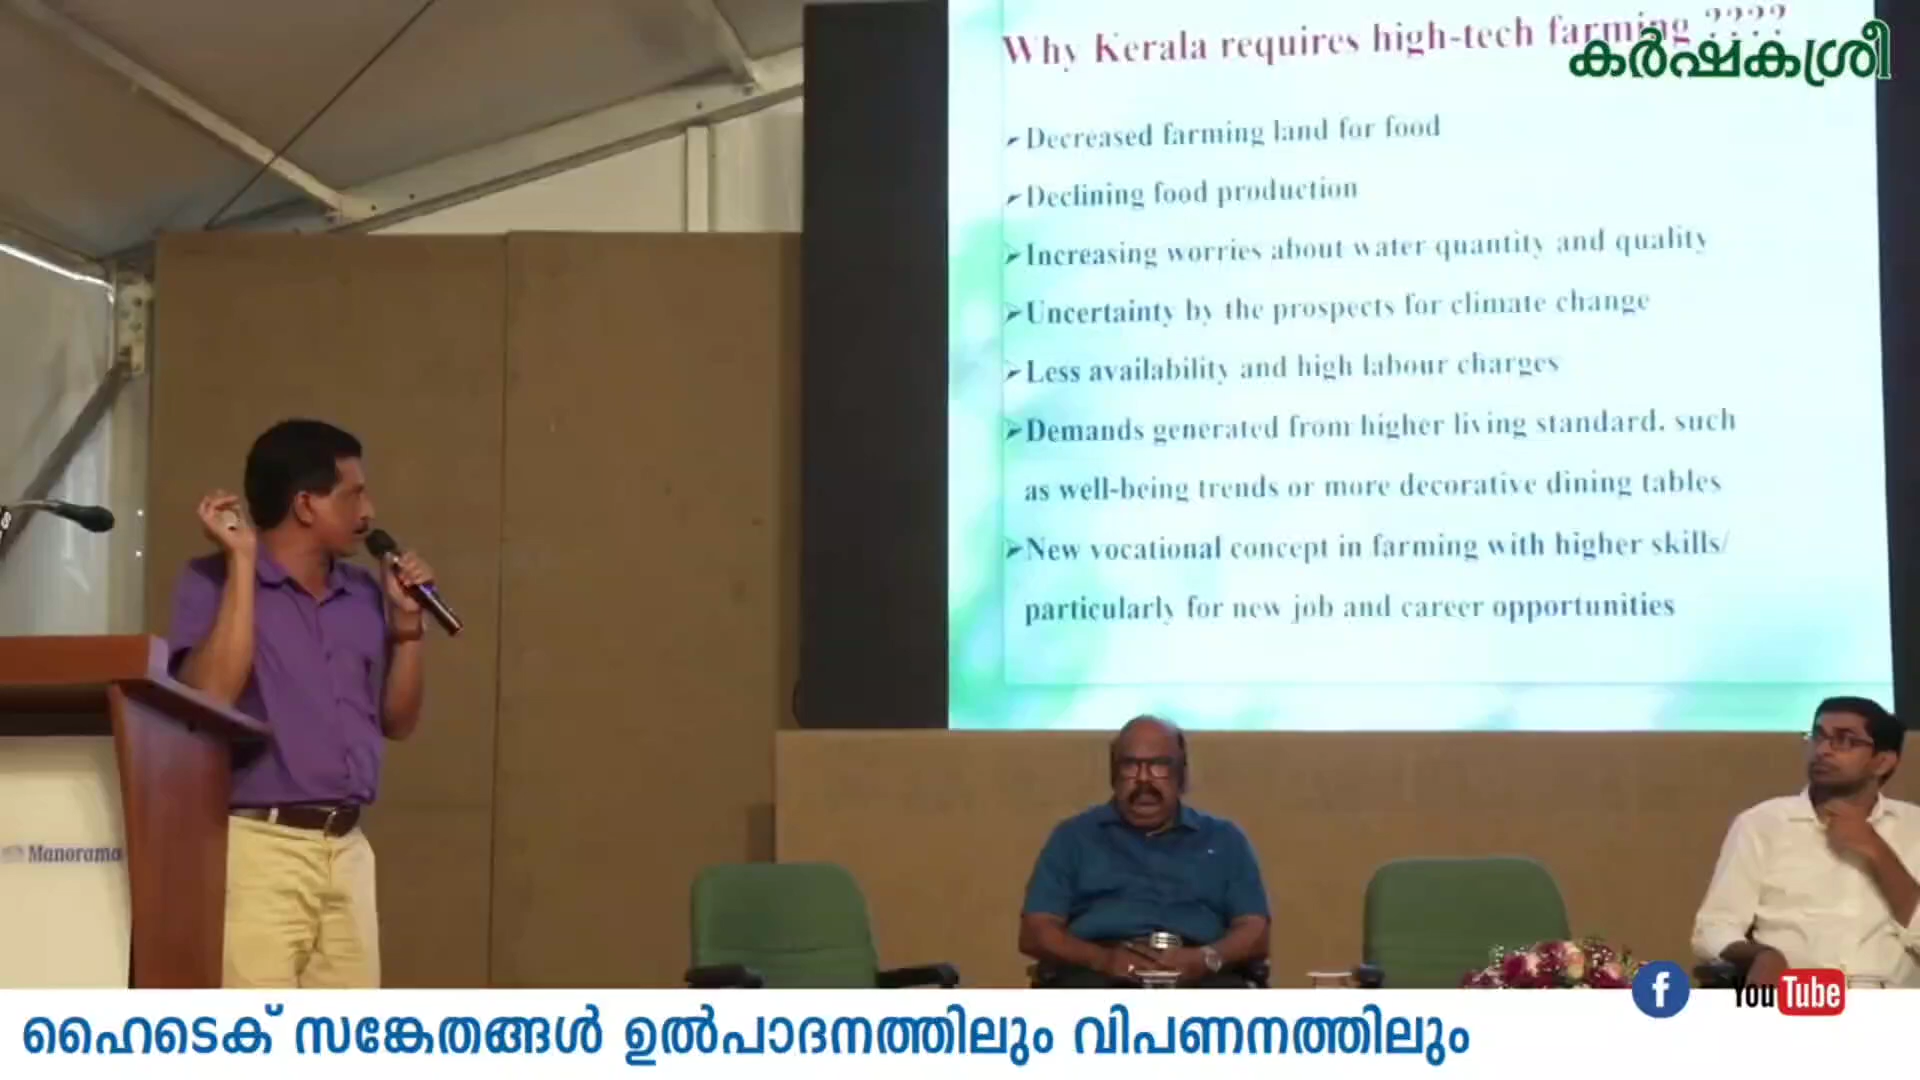 Why Kerala requires high-tech farming ????
കർഷകശ്രീ
➢Decreased farming land for food
➢Declining food production
➢Increasing worries about water quantity and quality
➢Uncertainty by the prospects for climate change
➢Less availability and high labour charges
➢Demands generated from higher living standard, such
as well-being trends or more decorative dining tables
➢New vocational concept in farming with higher skills/
particularly for new job and career opportunities
Manorama
f
YouTube
ഹൈടെക് സങ്കേതങ്ങൾ ഉൽപാദനത്തിലും വിപണനത്തിലും